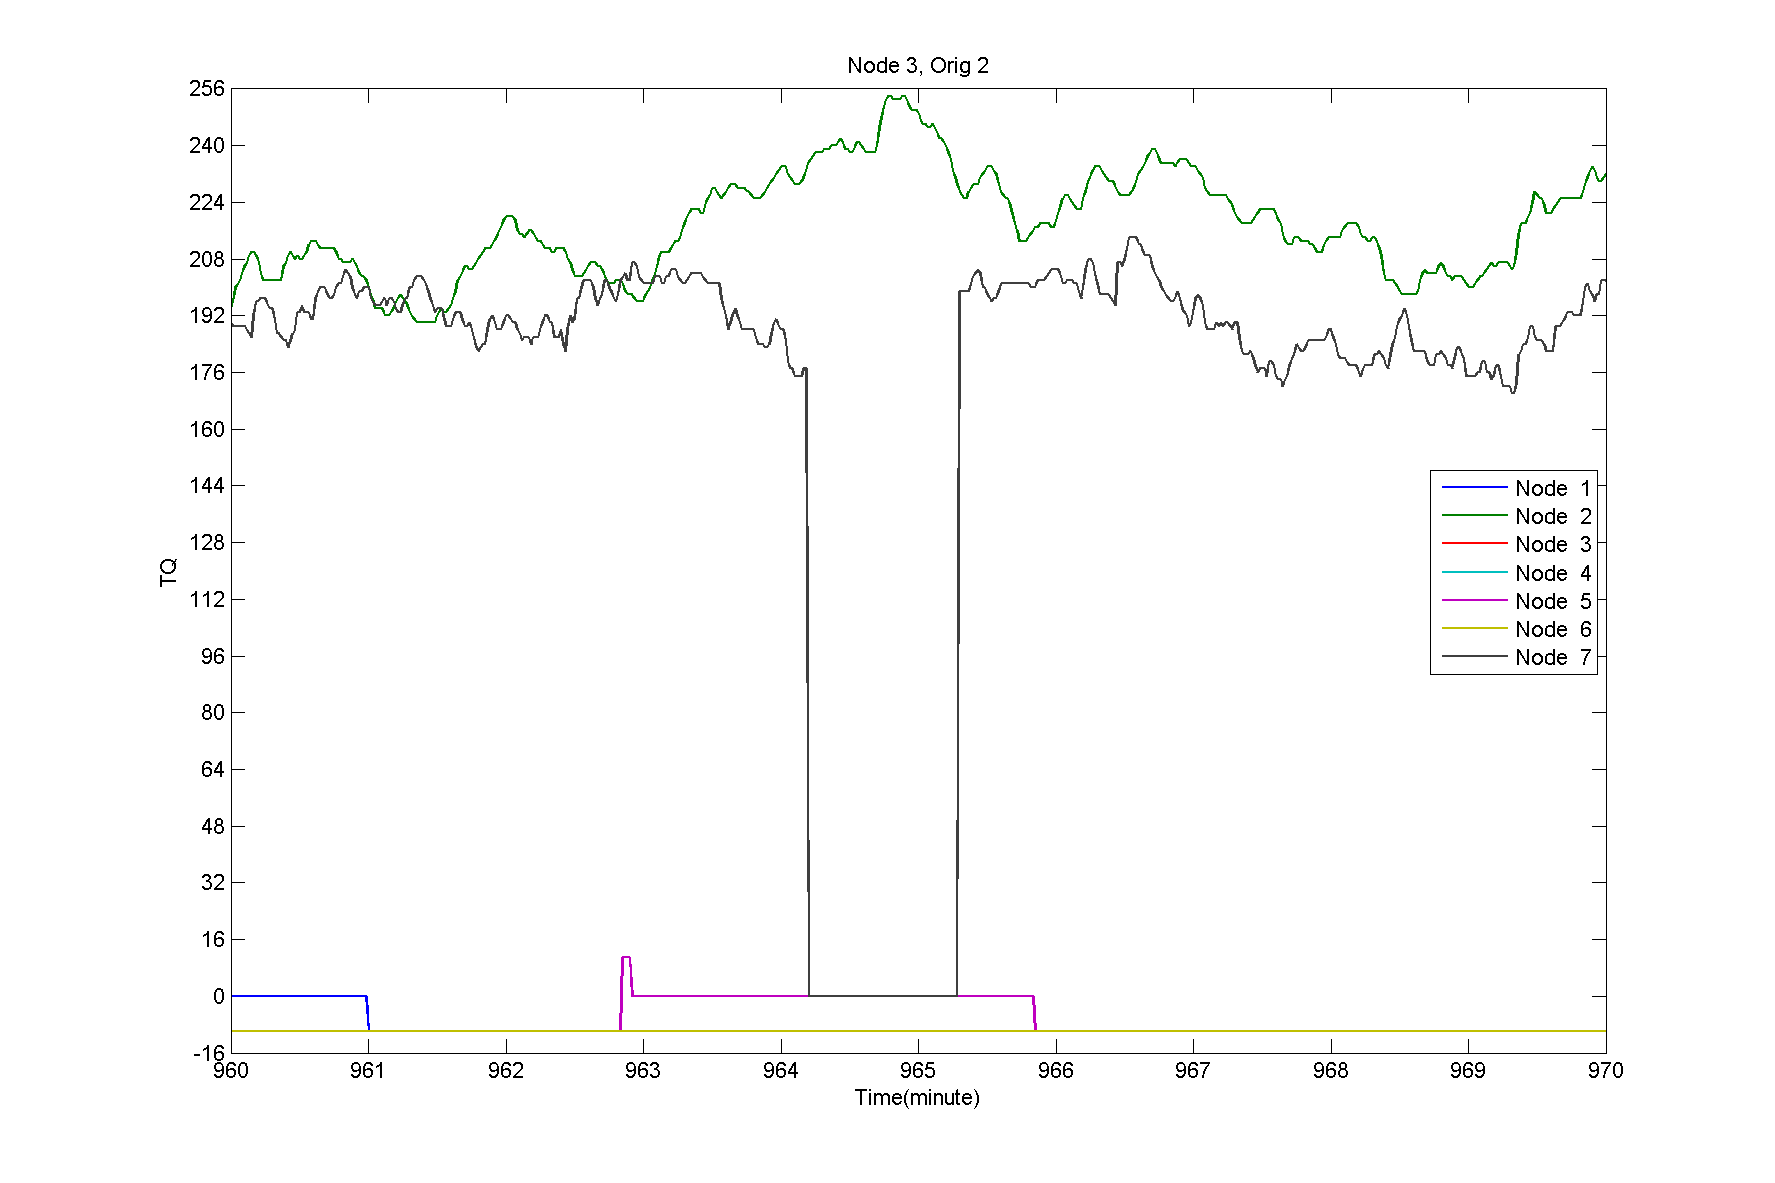 Node 3, Orig 2
256
240
224
208
192
176
160
144
128
112
96
80
64
48
32
16
0
-16
TQ
Node 1
Node 2
Node 3
Node 4
Node 5
Node 6
Node 7
960 961 962 963 964 965 966 967 968 969 970
Time(minute)